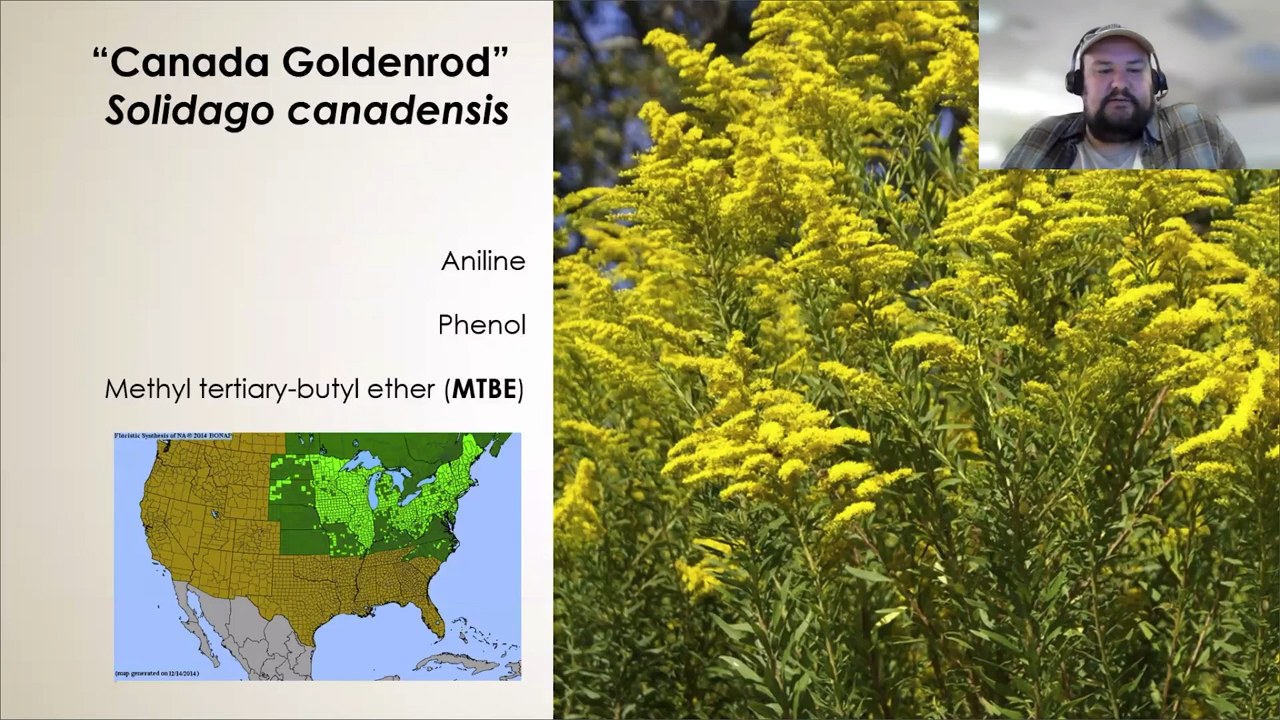 “Canada Goldenrod”
Solidago canadensis
Aniline
Phenol
Methyl tertiary-butyl ether (MTBE)
Floristic Synthesis of NA © 2014 BONAP
(map generated on 12/14/2014)